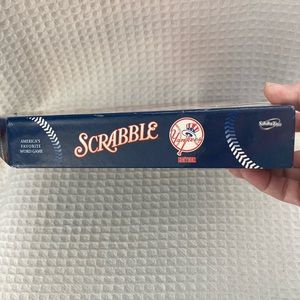 AMERICA'S
FAVORITE
WORD GAME
SCRABBLE
Yankees
EDITION